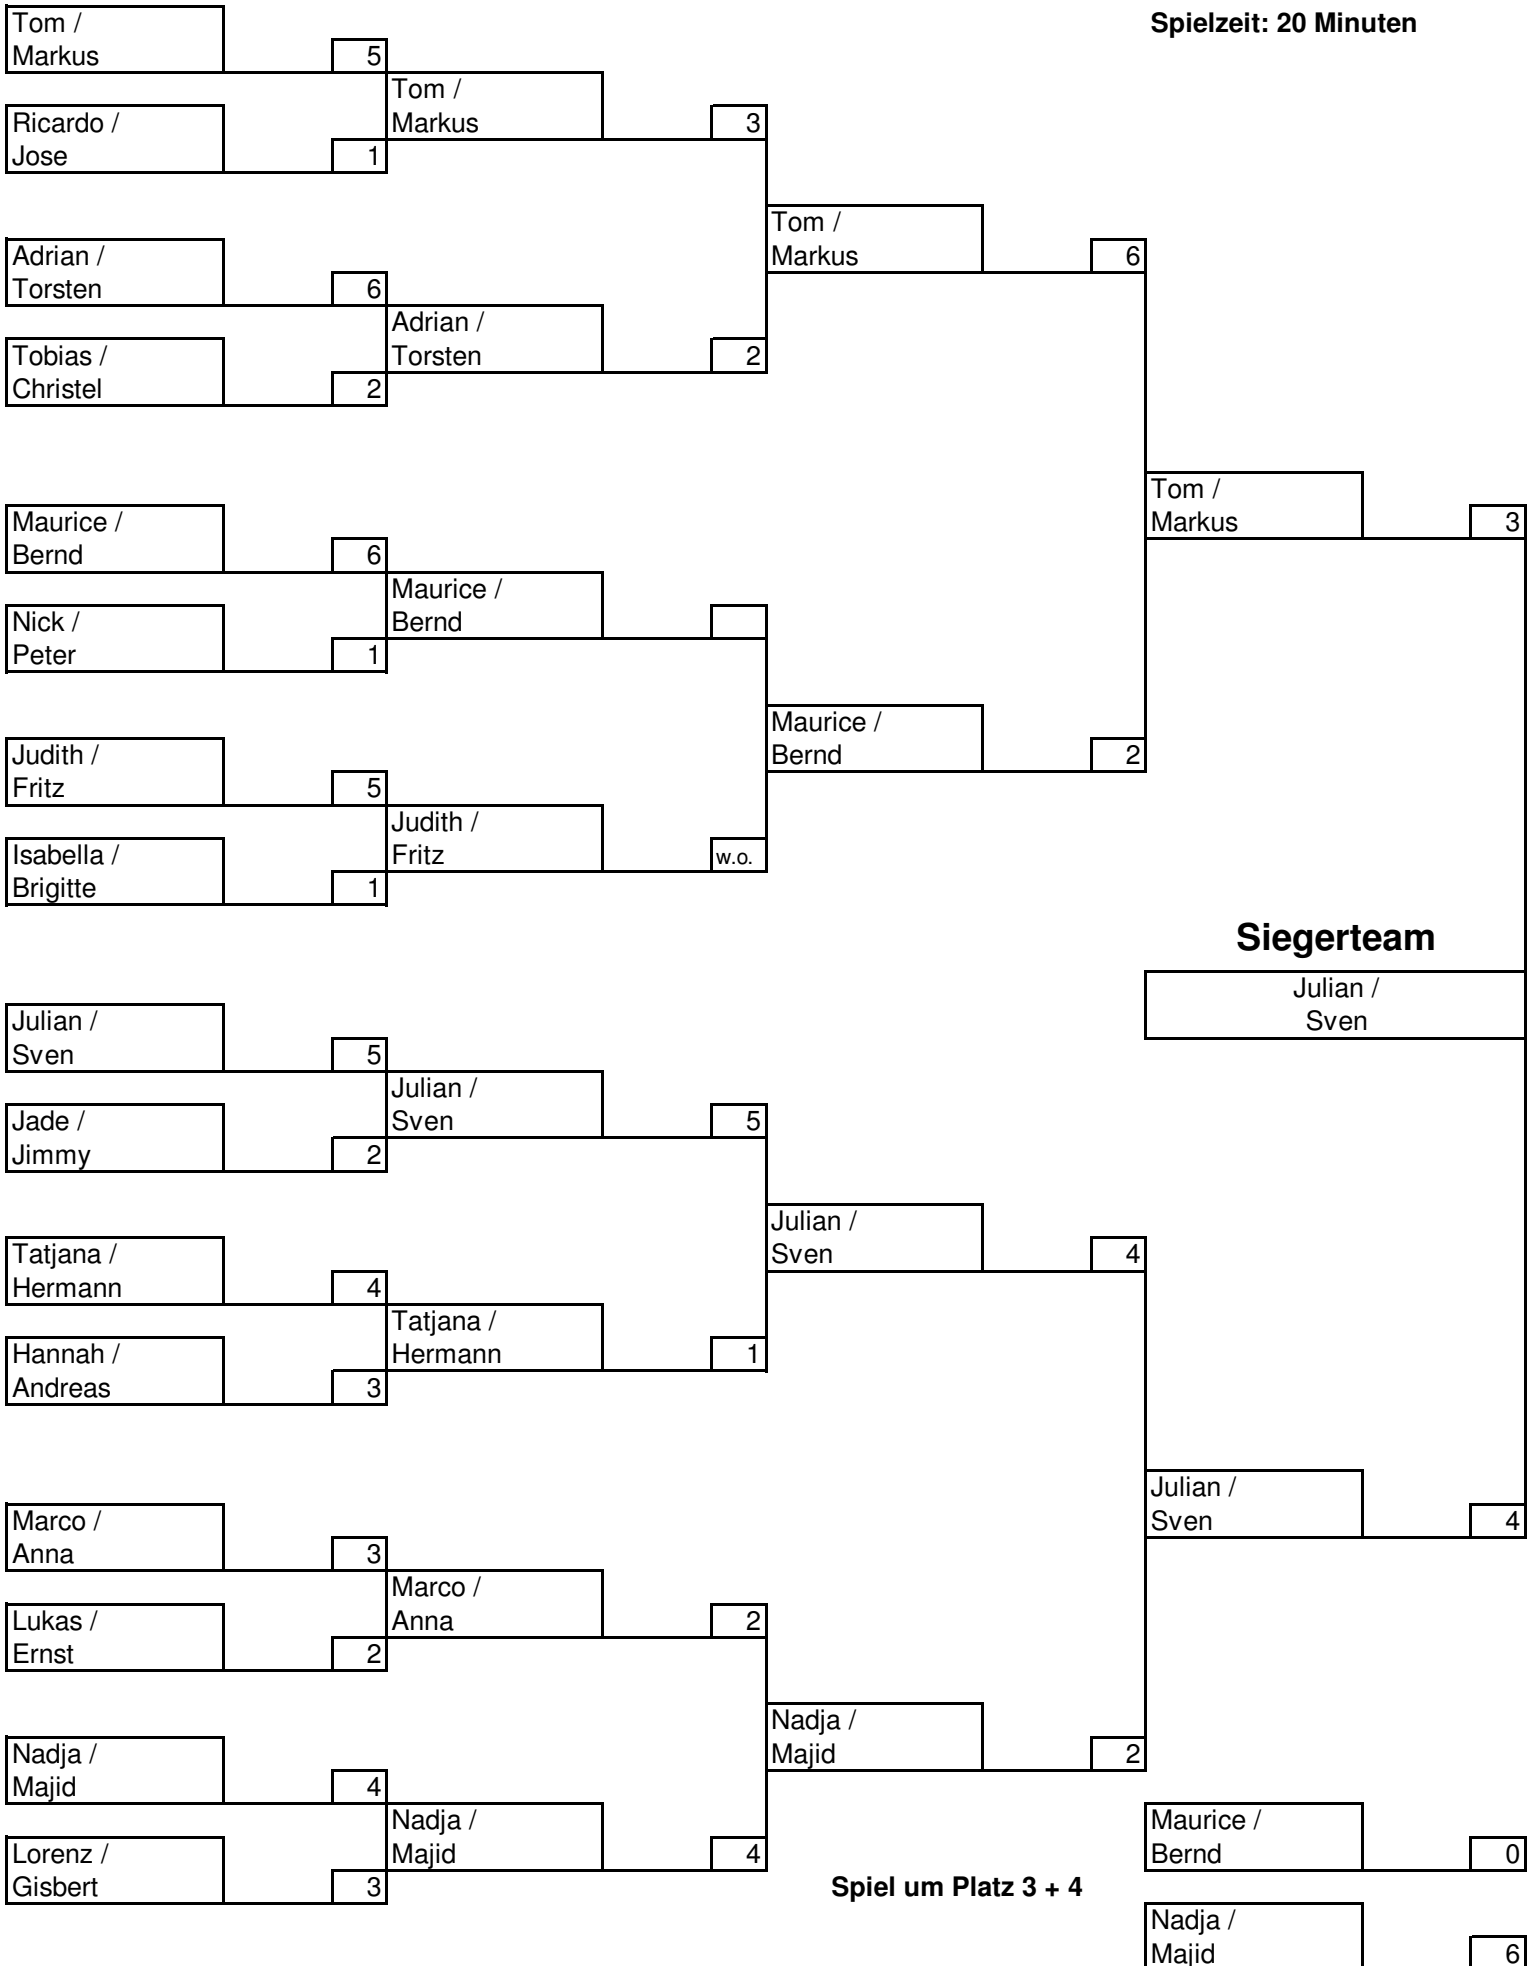 Spielzeit: 20 Minuten
Tom /
Markus
5
Ricardo /
Jose
1
Adrian /
Torsten
6
Tobias /
Christel
2
Maurice /
Bernd
6
Nick /
Peter
1
Judith /
Fritz
5
Isabella /
Brigitte
1
Julian /
Sven
5
Jade /
Jimmy
2
Tatjana /
Hermann
4
Hannah /
Andreas
3
Marco /
Anna
3
Lukas /
Ernst
2
Nadja /
Majid
4
Lorenz /
Gisbert
3
Tom /
Markus
3
Adrian /
Torsten
2
Maurice /
Bernd
Judith /
Fritz
w.o.
Julian /
Sven
5
Tatjana /
Hermann
1
Marco /
Anna
2
Nadja /
Majid
4
Tom /
Markus
6
Maurice /
Bernd
2
Julian /
Sven
4
Nadja /
Majid
2
Tom /
Markus
3
Julian /
Sven
4
Siegerteam
Julian /
Sven
Spiel um Platz 3 + 4
Maurice /
Bernd
0
Nadja /
Majid
6